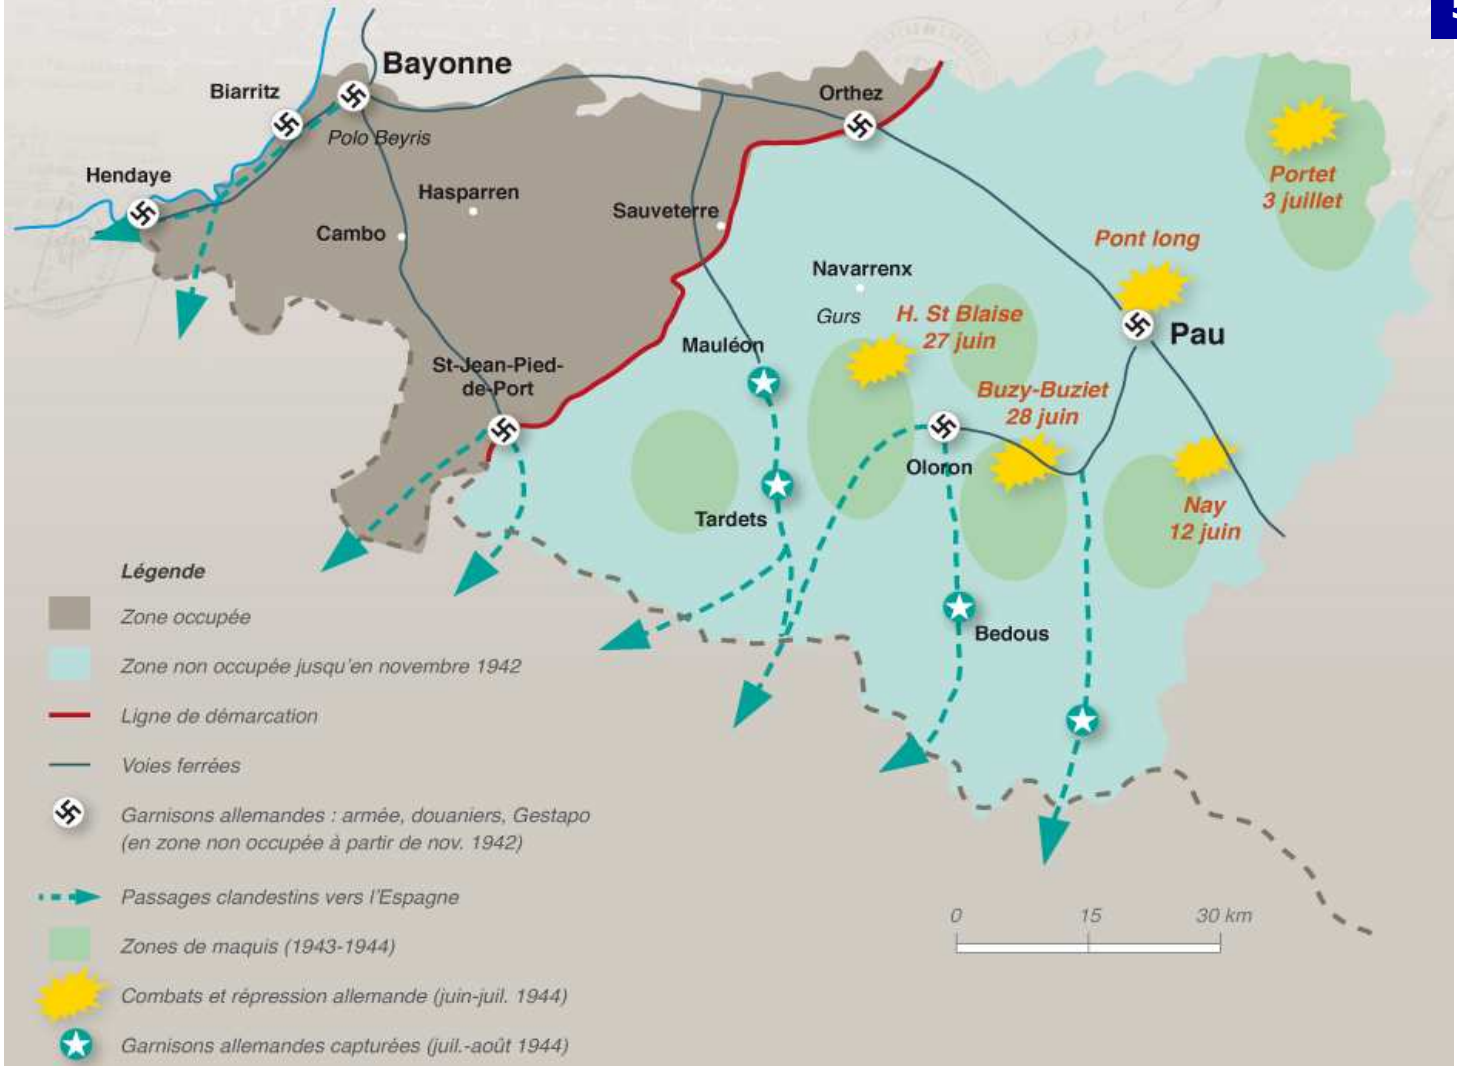 5
Bayonne
Biarritz
Orthez
Polo Beyris
Portet
3 juillet
Hendaye
Hasparren
Sauveterre
Cambo
Pont long
Navarrenx
Gurs
H. St Blaise
27 juin
Pau
Mauléon
St-Jean-Pied-
de-Port
Buzy-Buziet
28 juin
Oloron
Nay
12 juin
Tardets
Bedous
Légende
Zone occupée
Zone non occupée jusqu'en novembre 1942
Ligne de démarcation
Voies ferrées
Garnisons allemandes : armée, douaniers, Gestapo
(en zone non occupée à partir de nov. 1942)
Passages clandestins vers l'Espagne
Zones de maquis (1943-1944)
Combats et répression allemande (juin-juil. 1944)
Garnisons allemandes capturées (juil.-août 1944)
0 15 30 km